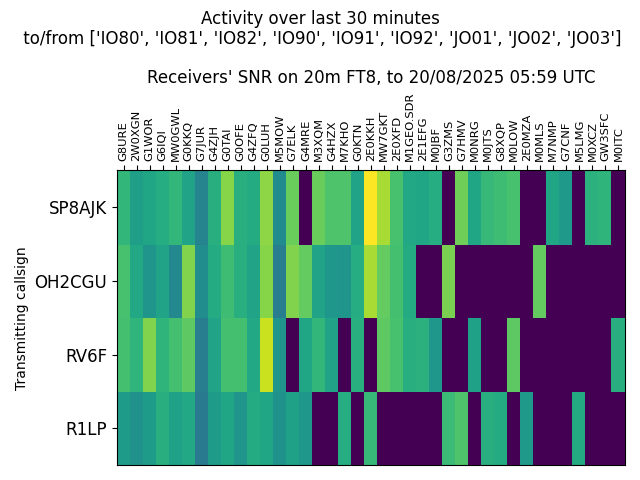 Activity over last 30 minutes
to/from ['IO80', 'IO81', 'IO82', 'IO90', 'IO91', 'IO92', 'JO01', 'JO02', 'JO03']
Receivers' SNR on 20m FT8, to 20/08/2025 05:59 UTC
G8URE
2W0XGN
G1WOR
G6IQI
MW0GWL
G0KKQ
G7JUR
G4ZJH
G0TAI
G0OFE
G4ZFQ
G0LUH
M5MOW
G7ELK
G4MRE
M3XQM
G4HZX
M7KHO
G0KTN
2E0KKH
MW7GKT
2E0XFD
M1GEO.SDR
2E1EFG
M0JBF
G3ZMS
G7HMV
M0NRG
M0JTS
G8XOP
M0LOW
2E0MZA
M0MLS
M7NMP
G7CNF
M5LMG
M0XCZ
GW3SFC
M0ITC
Transmitting callsign
SP8AJK
OH2CGU
RV6F
R1LP